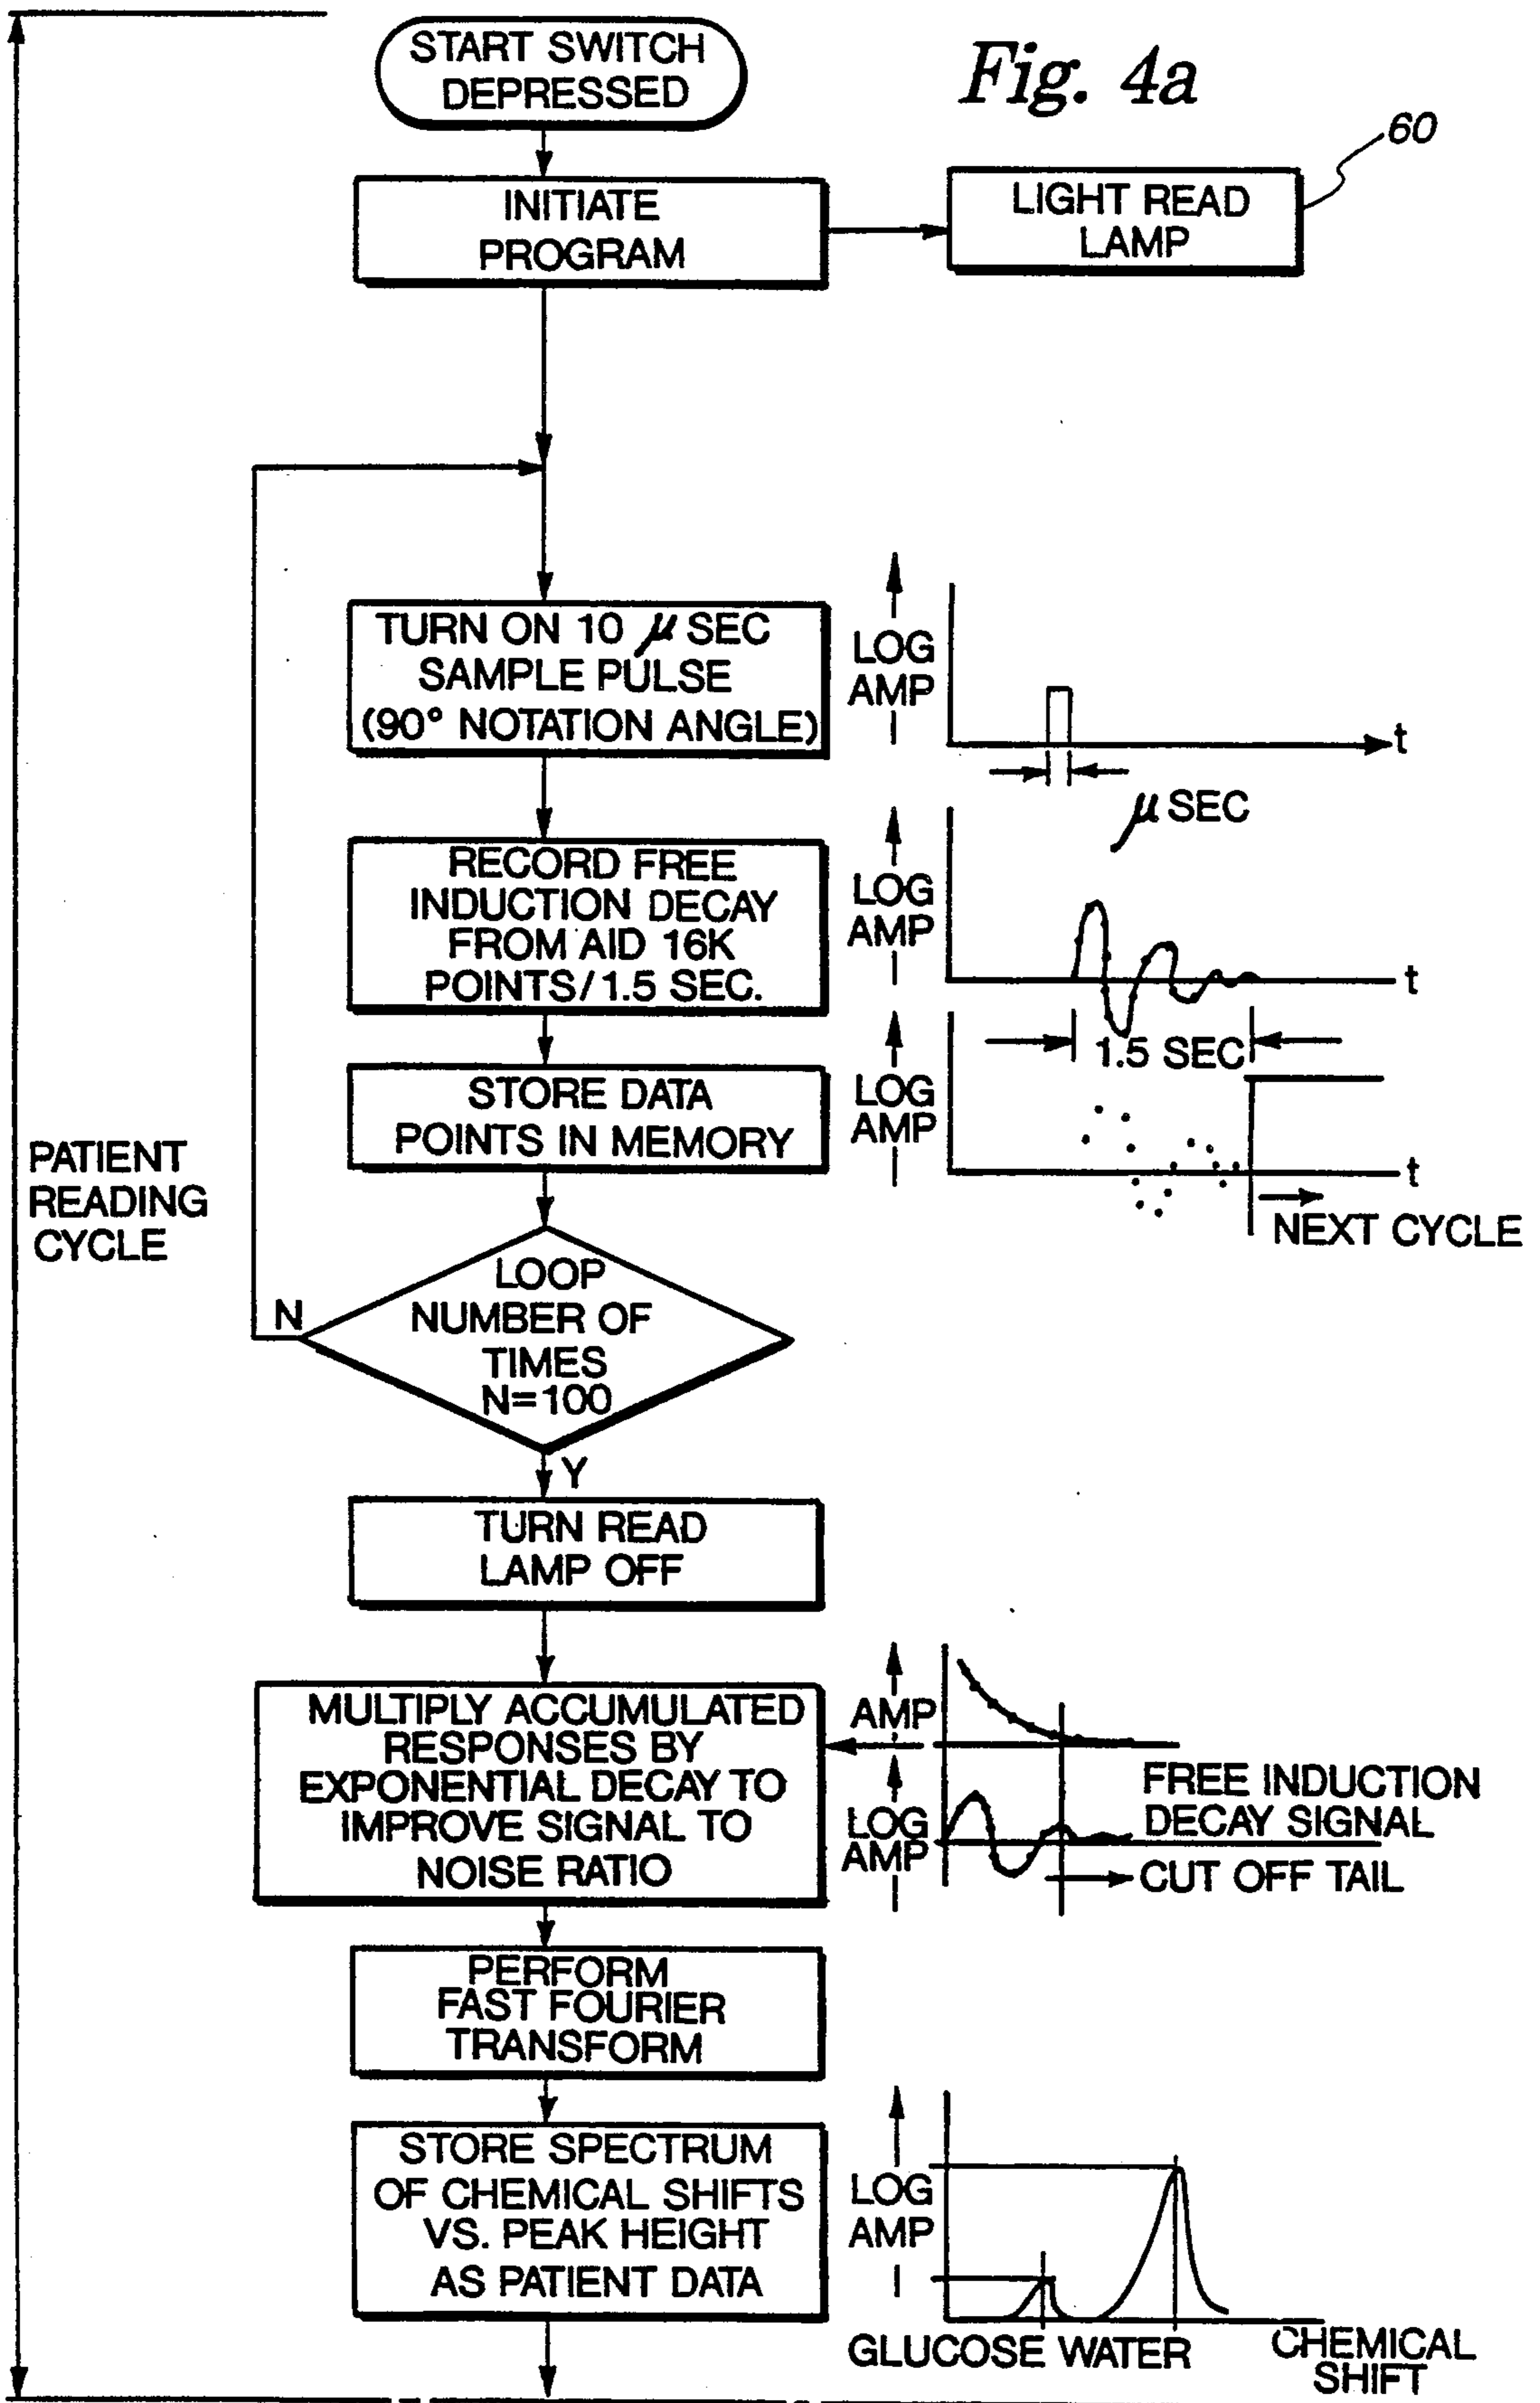 START SWITCH
DEPRESSED
Fig. 4a
60
INITIATE
PROGRAM
LIGHT READ
LAMP
TURN ON 10 μ SEC
SAMPLE PULSE
(90° NOTATION ANGLE)
LOG
AMP
t
μ SEC
RECORD FREE
INDUCTION DECAY
FROM AID 16K
POINTS/1.5 SEC.
LOG
AMP
t
1.5 SEC
STORE DATA
POINTS IN MEMORY
LOG
AMP
t
NEXT CYCLE
PATIENT
READING
CYCLE
LOOP
NUMBER OF
TIMES
N=100
N
Y
TURN READ
LAMP OFF
MULTIPLY ACCUMULATED
RESPONSES BY
EXPONENTIAL DECAY TO
IMPROVE SIGNAL TO
NOISE RATIO
AMP
LOG
AMP
FREE INDUCTION
DECAY SIGNAL
CUT OFF TAIL
PERFORM
FAST FOURIER
TRANSFORM
STORE SPECTRUM
OF CHEMICAL SHIFTS
VS. PEAK HEIGHT
AS PATIENT DATA
LOG
AMP
GLUCOSE WATER
CHEMICAL
SHIFT